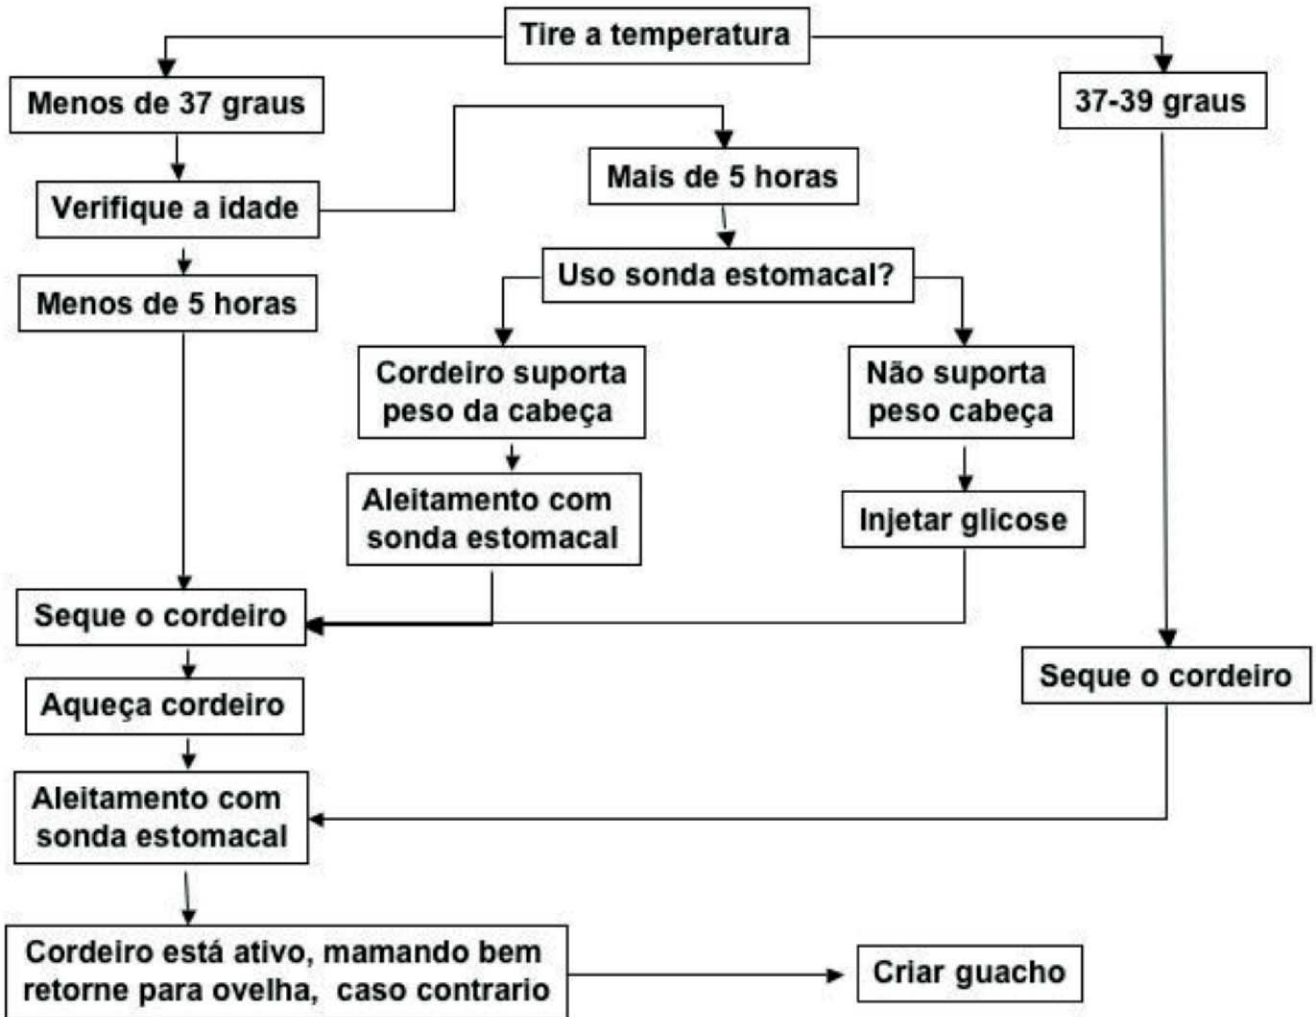 Tire a temperatura
Menos de 37 graus
37-39 graus
Mais de 5 horas
Verifique a idade
Uso sonda estomacal?
Menos de 5 horas
Cordeiro suporta
peso da cabeça
Não suporta
peso cabeça
Aleitamento com
sonda estomacal
Injetar glicose
Seque o cordeiro
Seque o cordeiro
Aqueça cordeiro
Aleitamento com
sonda estomacal
Cordeiro está ativo, mamando bem
retorne para ovelha, caso contrario
Criar guacho